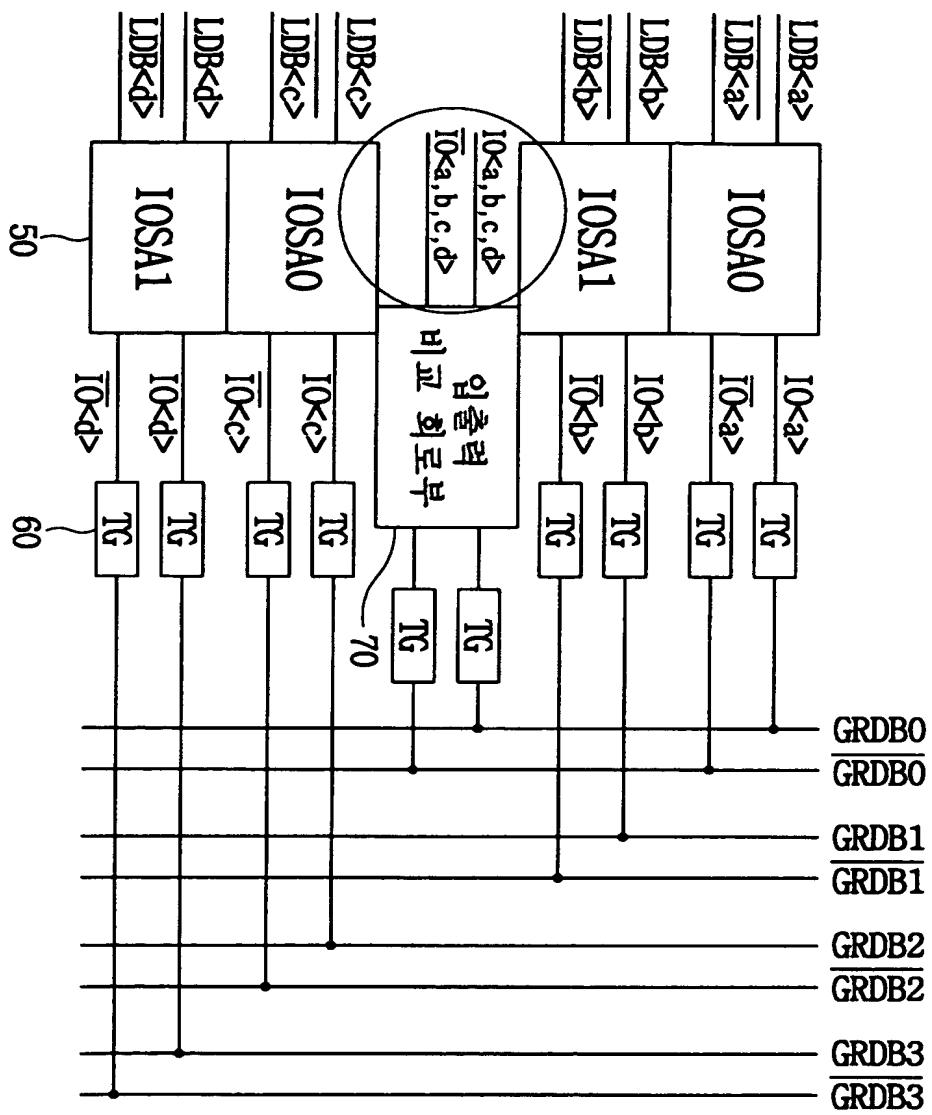 LDB<d>
LDB<d>
LDB<c>
LDB<c>
LDB<b>
LDB<b>
LDB<a>
LDB<a>
IO<a,b,c,d>
IO<a,b,c,d>
50
IOSA1
IOSA0
IOSA1
IOSA0
입출력
비교 회로부
IO<d>
IO<d>
IO<c>
IO<c>
IO<b>
IO<b>
IO<a>
IO<a>
60
TG
TG
TG
TG
TG
TG
TG
TG
70
TG
TG
GRDB0
GRDB0
GRDB1
GRDB1
GRDB2
GRDB2
GRDB3
GRDB3